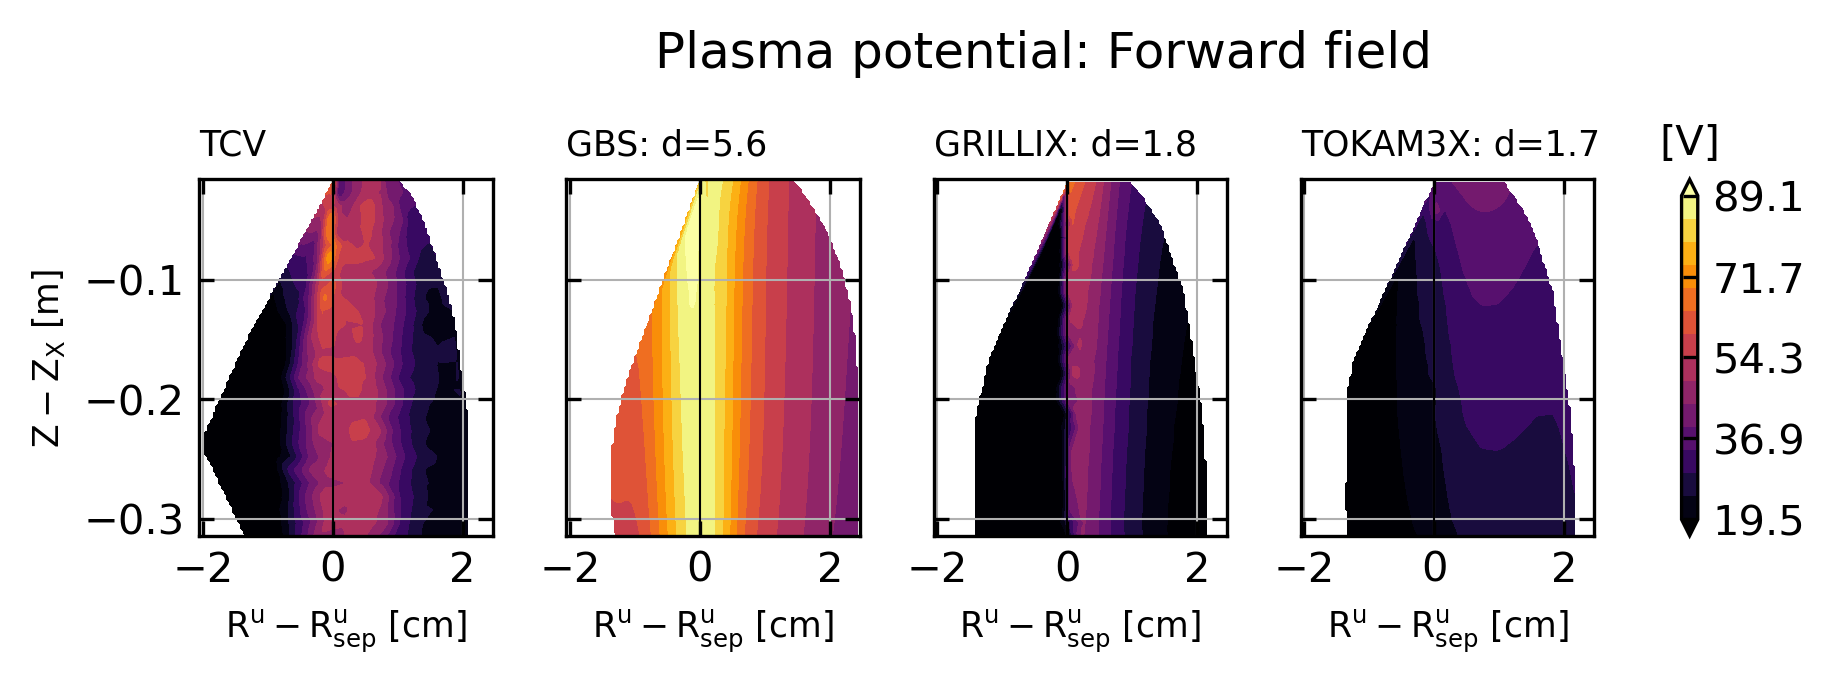 Plasma potential: Forward field
TCV
GBS: d=5.6
GRILLIX: d=1.8
TOKAM3X: d=1.7
[V]
89.1
71.7
54.3
36.9
19.5
Z − Z_X [m]
−0.1
−0.2
−0.3
−2 0 2
−2 0 2
−2 0 2
−2 0 2
R^u − R^u_sep [cm]
R^u − R^u_sep [cm]
R^u − R^u_sep [cm]
R^u − R^u_sep [cm]